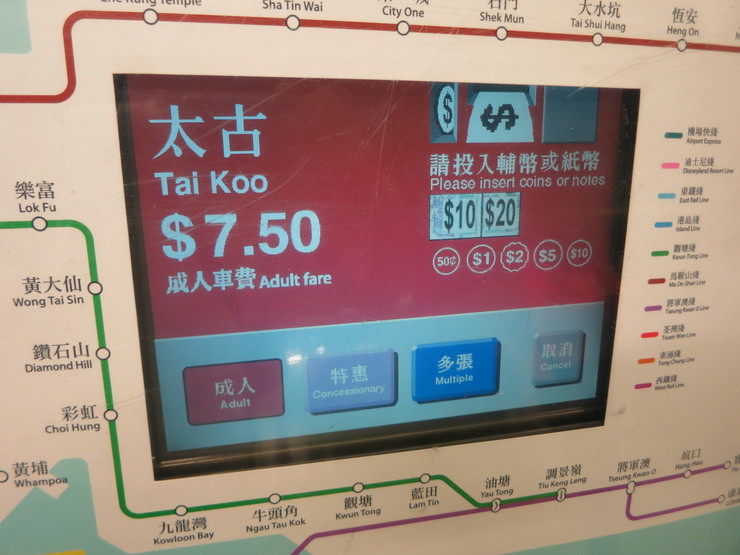 Sha Tin Wai
City One
石門
Shek Mun
大水坑
Tai Shui Hang
恆安
Heng On
太古
Tai Koo
$7.50
成人車費 Adult fare
$
請投入輔幣或紙幣
Please insert coins or notes
$10 $20
50¢ $1 $2 $5 $10
成人
Adult
特惠
Concessionary
多張
Multiple
取消
Cancel
樂富
Lok Fu
黃大仙
Wong Tai Sin
鑽石山
Diamond Hill
彩虹
Choi Hung
黃埔
Whampoa
九龍灣
Kowloon Bay
牛頭角
Ngau Tau Kok
觀塘
Kwun Tong
藍田
Lam Tin
油塘
Yau Tong
調景嶺
Tiu Keng Leng
將軍澳
Tseung Kwan O
坑口
Hang Hau
機場快綫
Airport Express
迪士尼綫
Disneyland Resort Line
東鐵綫
East Rail Line
港島綫
Island Line
觀塘綫
Kwun Tong Line
馬鞍山綫
Ma On Shan Line
將軍澳綫
Tseung Kwan O Line
荃灣綫
Tsuen Wan Line
東涌綫
Tung Chung Line
西鐵綫
West Rail Line